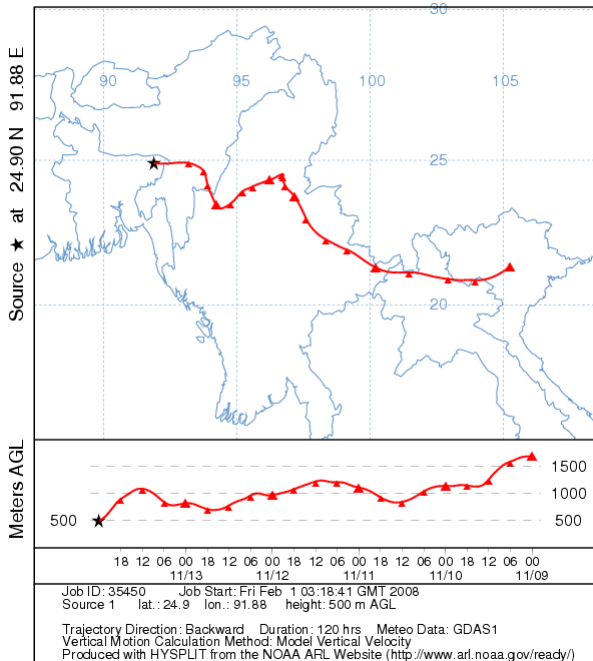 30
90 95 100 105
25
20
Source ★ at 24.90 N 91.88 E
Meters AGL
1500
1000
500 500
18 12 06 00 18 12 06 00 18 12 06 00 18 12 06 00 18 12 06 00
11/13 11/12 11/11 11/10 11/09
Job ID: 35450 Job Start: Fri Feb 1 03:18:41 GMT 2008
Source 1 lat.: 24.9 lon.: 91.88 height: 500 m AGL
Trajectory Direction: Backward Duration: 120 hrs Meteo Data: GDAS1
Vertical Motion Calculation Method: Model Vertical Velocity
Produced with HYSPLIT from the NOAA ARL Website (http://www.arl.noaa.gov/ready/)